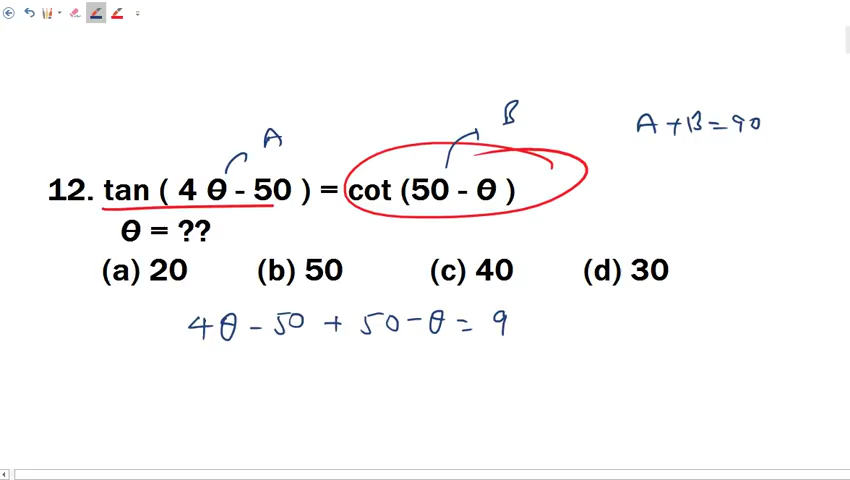 A
B
A + B = 90
12. tan ( 4 θ - 50 ) = cot (50 - θ )
θ = ??
(a) 20 (b) 50 (c) 40 (d) 30
4θ - 50 + 50 - θ = 9